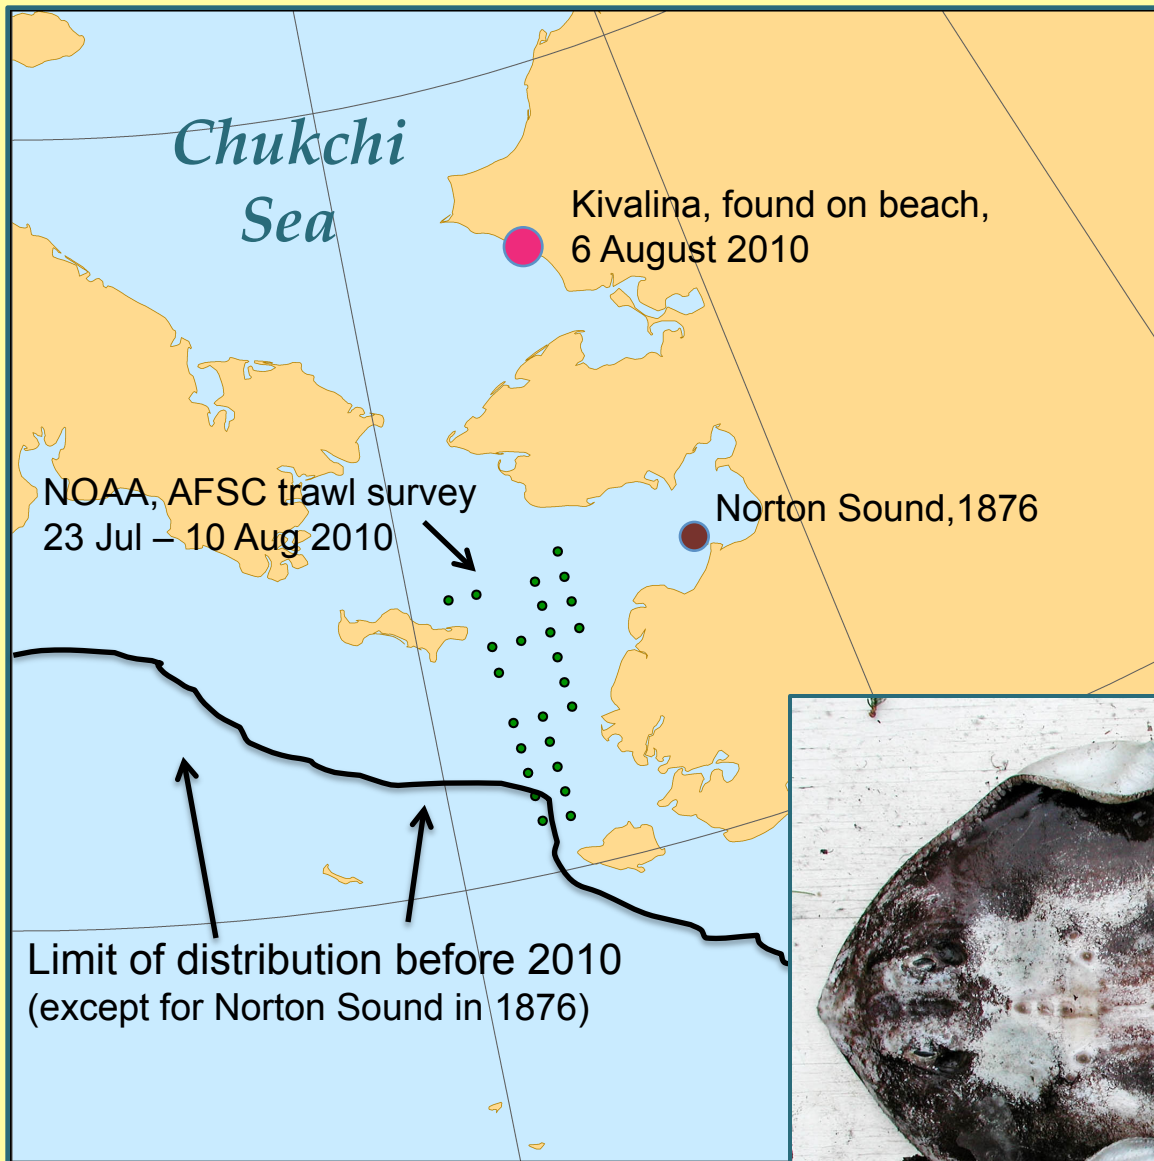 Chukchi
Sea
Kivalina, found on beach,
6 August 2010
NOAA, AFSC trawl survey
23 Jul – 10 Aug 2010
Norton Sound,1876
Limit of distribution before 2010
(except for Norton Sound in 1876)